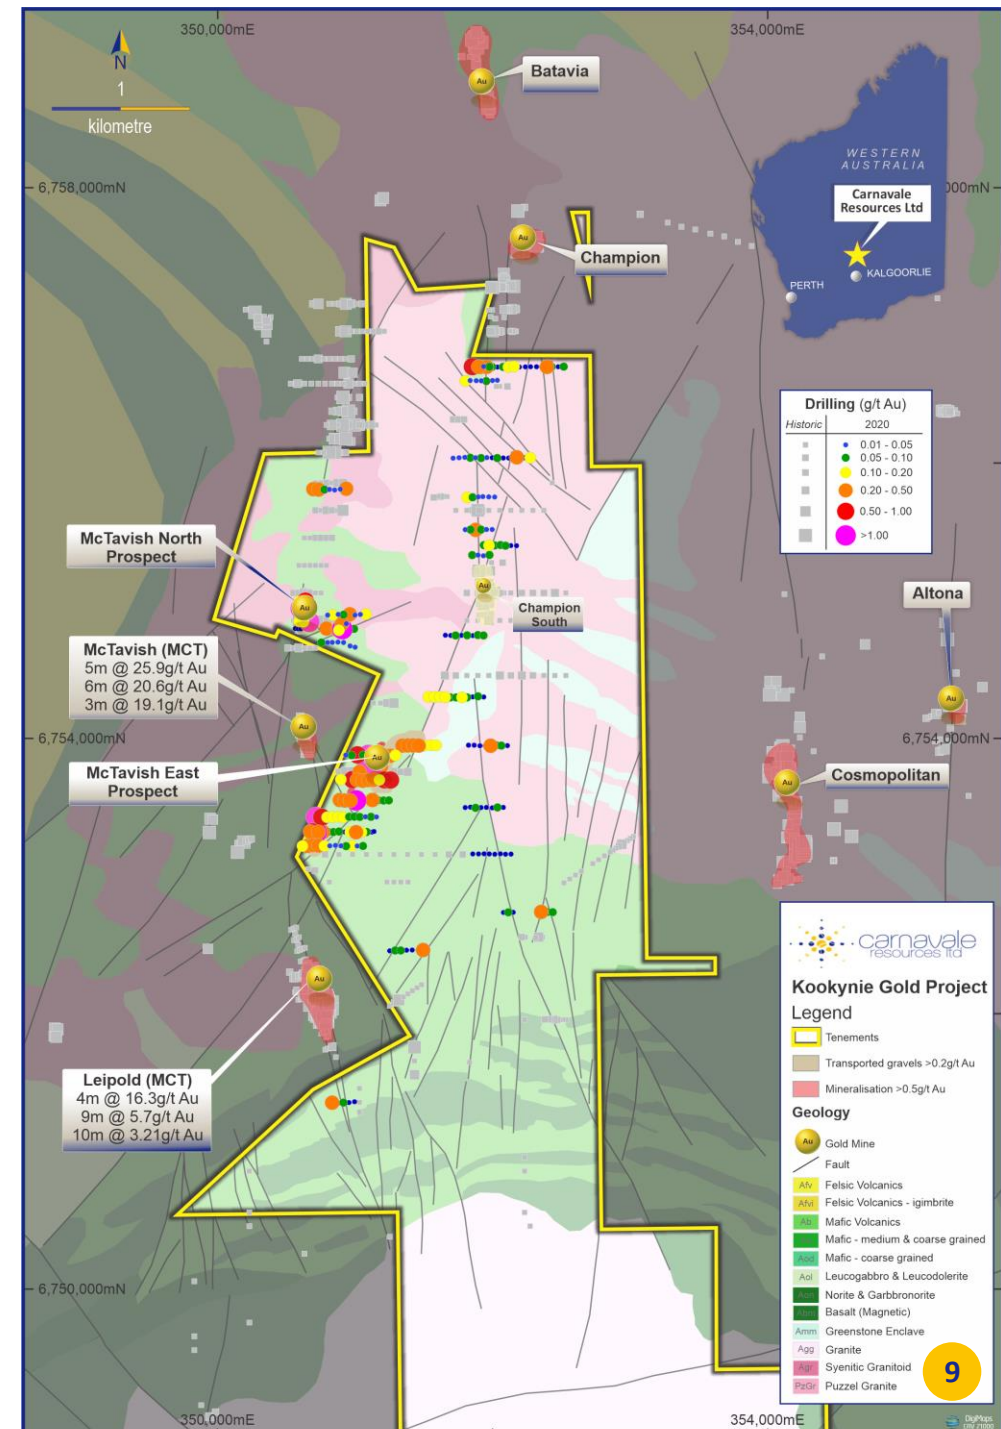 350,000mE
354,000mE
N
1
kilometre
Batavia
6,758,000mN
000mN
WESTERN
AUSTRALIA
Carnavale
Resources Ltd
KALGOORLIE
PERTH
Champion
Drilling (g/t Au)
Historic 2020
0.01 - 0.05
0.05 - 0.10
0.10 - 0.20
0.20 - 0.50
0.50 - 1.00
>1.00
McTavish North
Prospect
Au
Champion
South
Altona
McTavish (MCT)
5m @ 25.9g/t Au
6m @ 20.6g/t Au
3m @ 19.1g/t Au
6,754,000mN
6,754,000mN
McTavish East
Prospect
Cosmopolitan
Leipold (MCT)
4m @ 16.3g/t Au
9m @ 5.7g/t Au
10m @ 3.21g/t Au
carnavale
resources ltd
Kookynie Gold Project
Legend
Tenements
Transported gravels >0.2g/t Au
Mineralisation >0.5g/t Au
Geology
Au Gold Mine
Fault
Afv Felsic Volcanics
Afvi Felsic Volcanics - igimbrite
Ab Mafic Volcanics
Mafic - medium & coarse grained
Aod Mafic - coarse grained
Aol Leucogabbro & Leucodolerite
Norite & Garbbronorite
Basalt (Magnetic)
Amm Greenstone Enclave
Agg Granite
Agr Syenitic Granitoid
PzGr Puzzel Granite
9
6,750,000mN
350,000mE
354,000mE
DigMaps